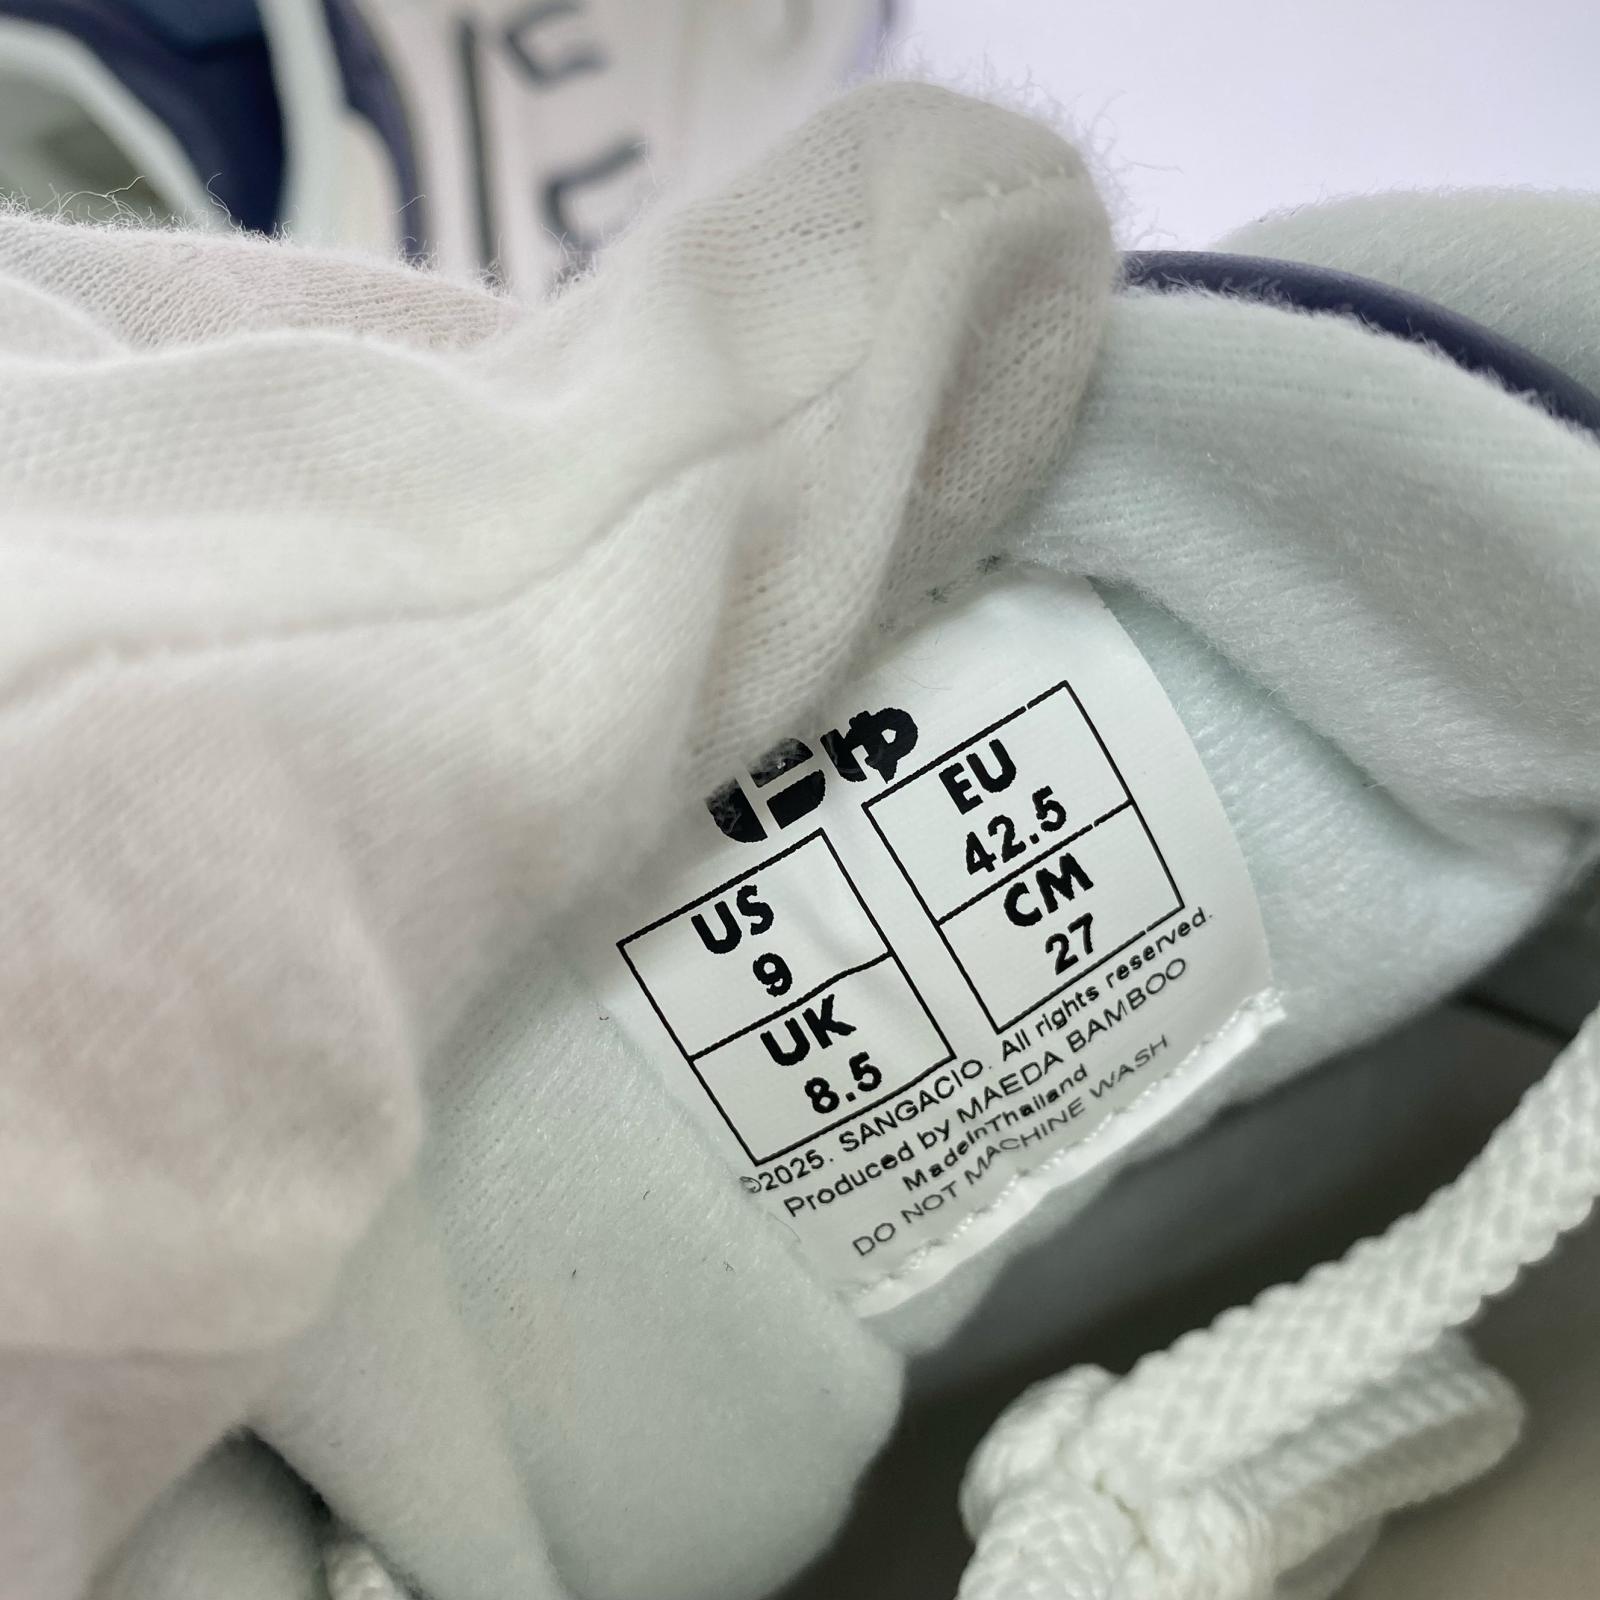 US
9
UK
8.5
EU
42.5
CM
27
©2025. SANGACIO. All rights reserved.
Produced by MAEDA BAMBOO
MadeInThailand
DO NOT MACHINE WASH